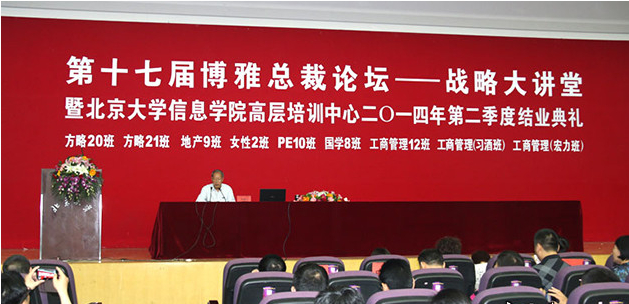 第十七届博雅总裁论坛——战略大讲堂
暨北京大学信息学院高层培训中心二〇一四年第二季度结业典礼
方略20班 方略21班 地产9班 女性2班 PE10班 国学8班 工商管理12班 工商管理(习酒班) 工商管理(宏力班)